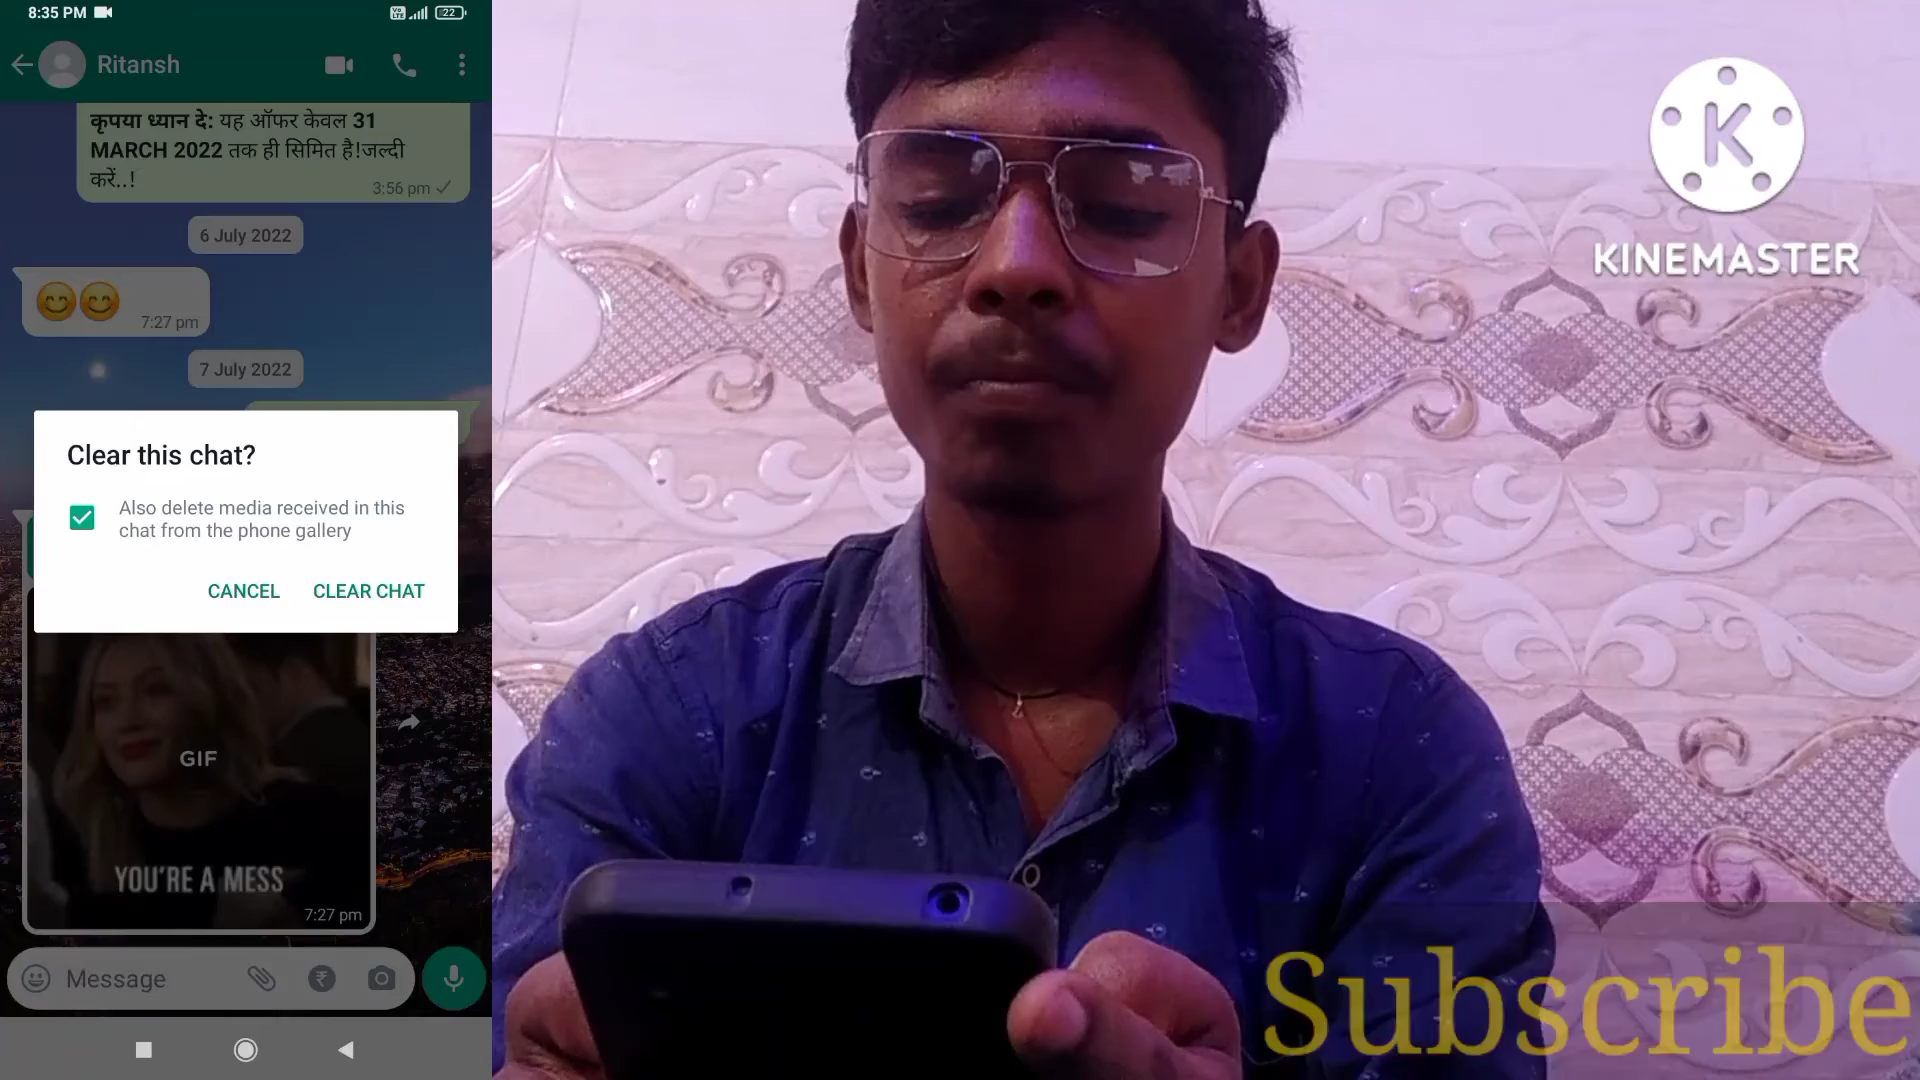 8:35 PM
Vo LTE
22
Ritansh
कृपया ध्यान दे: यह ऑफर केवल 31
MARCH 2022 तक ही सिमित है!जल्दी
करें..!
3:56 pm
6 July 2022
7:27 pm
7 July 2022
Clear this chat?
Also delete media received in this
chat from the phone gallery
CANCEL
CLEAR CHAT
GIF
YOU'RE A MESS
7:27 pm
Message
K
KINEMASTER
Subscribe